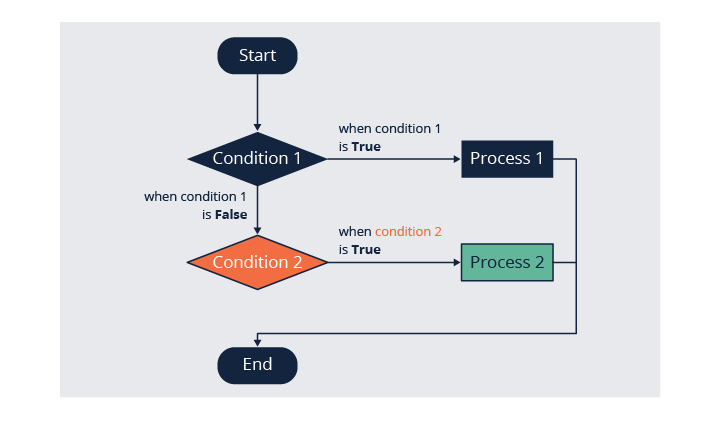 Start
when condition 1
is True
Condition 1
Process 1
when condition 1
is False
when condition 2
is True
Condition 2
Process 2
End